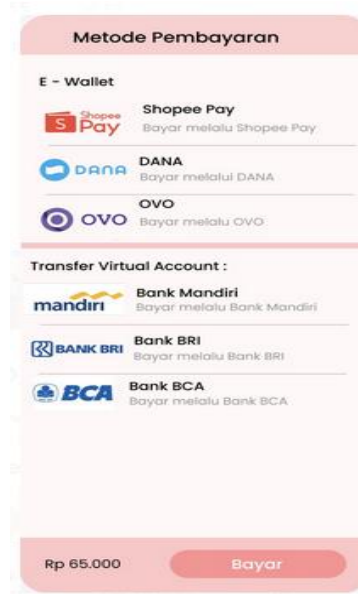 Metode Pembayaran
E - Wallet
Shopee Pay
Shopee Pay
Bayar melalu Shopee Pay
DANA
DANA
Bayar melalui DANA
OVO
OVO
Bayar melalu OVO
Transfer Virtual Account :
mandiri
Bank Mandiri
Bayar melalu Bank Mandiri
BANK BRI
Bank BRI
Bayar melalu Bank BRI
BCA
Bank BCA
Bayar melalu Bank BCA
Rp 65.000
Bayar